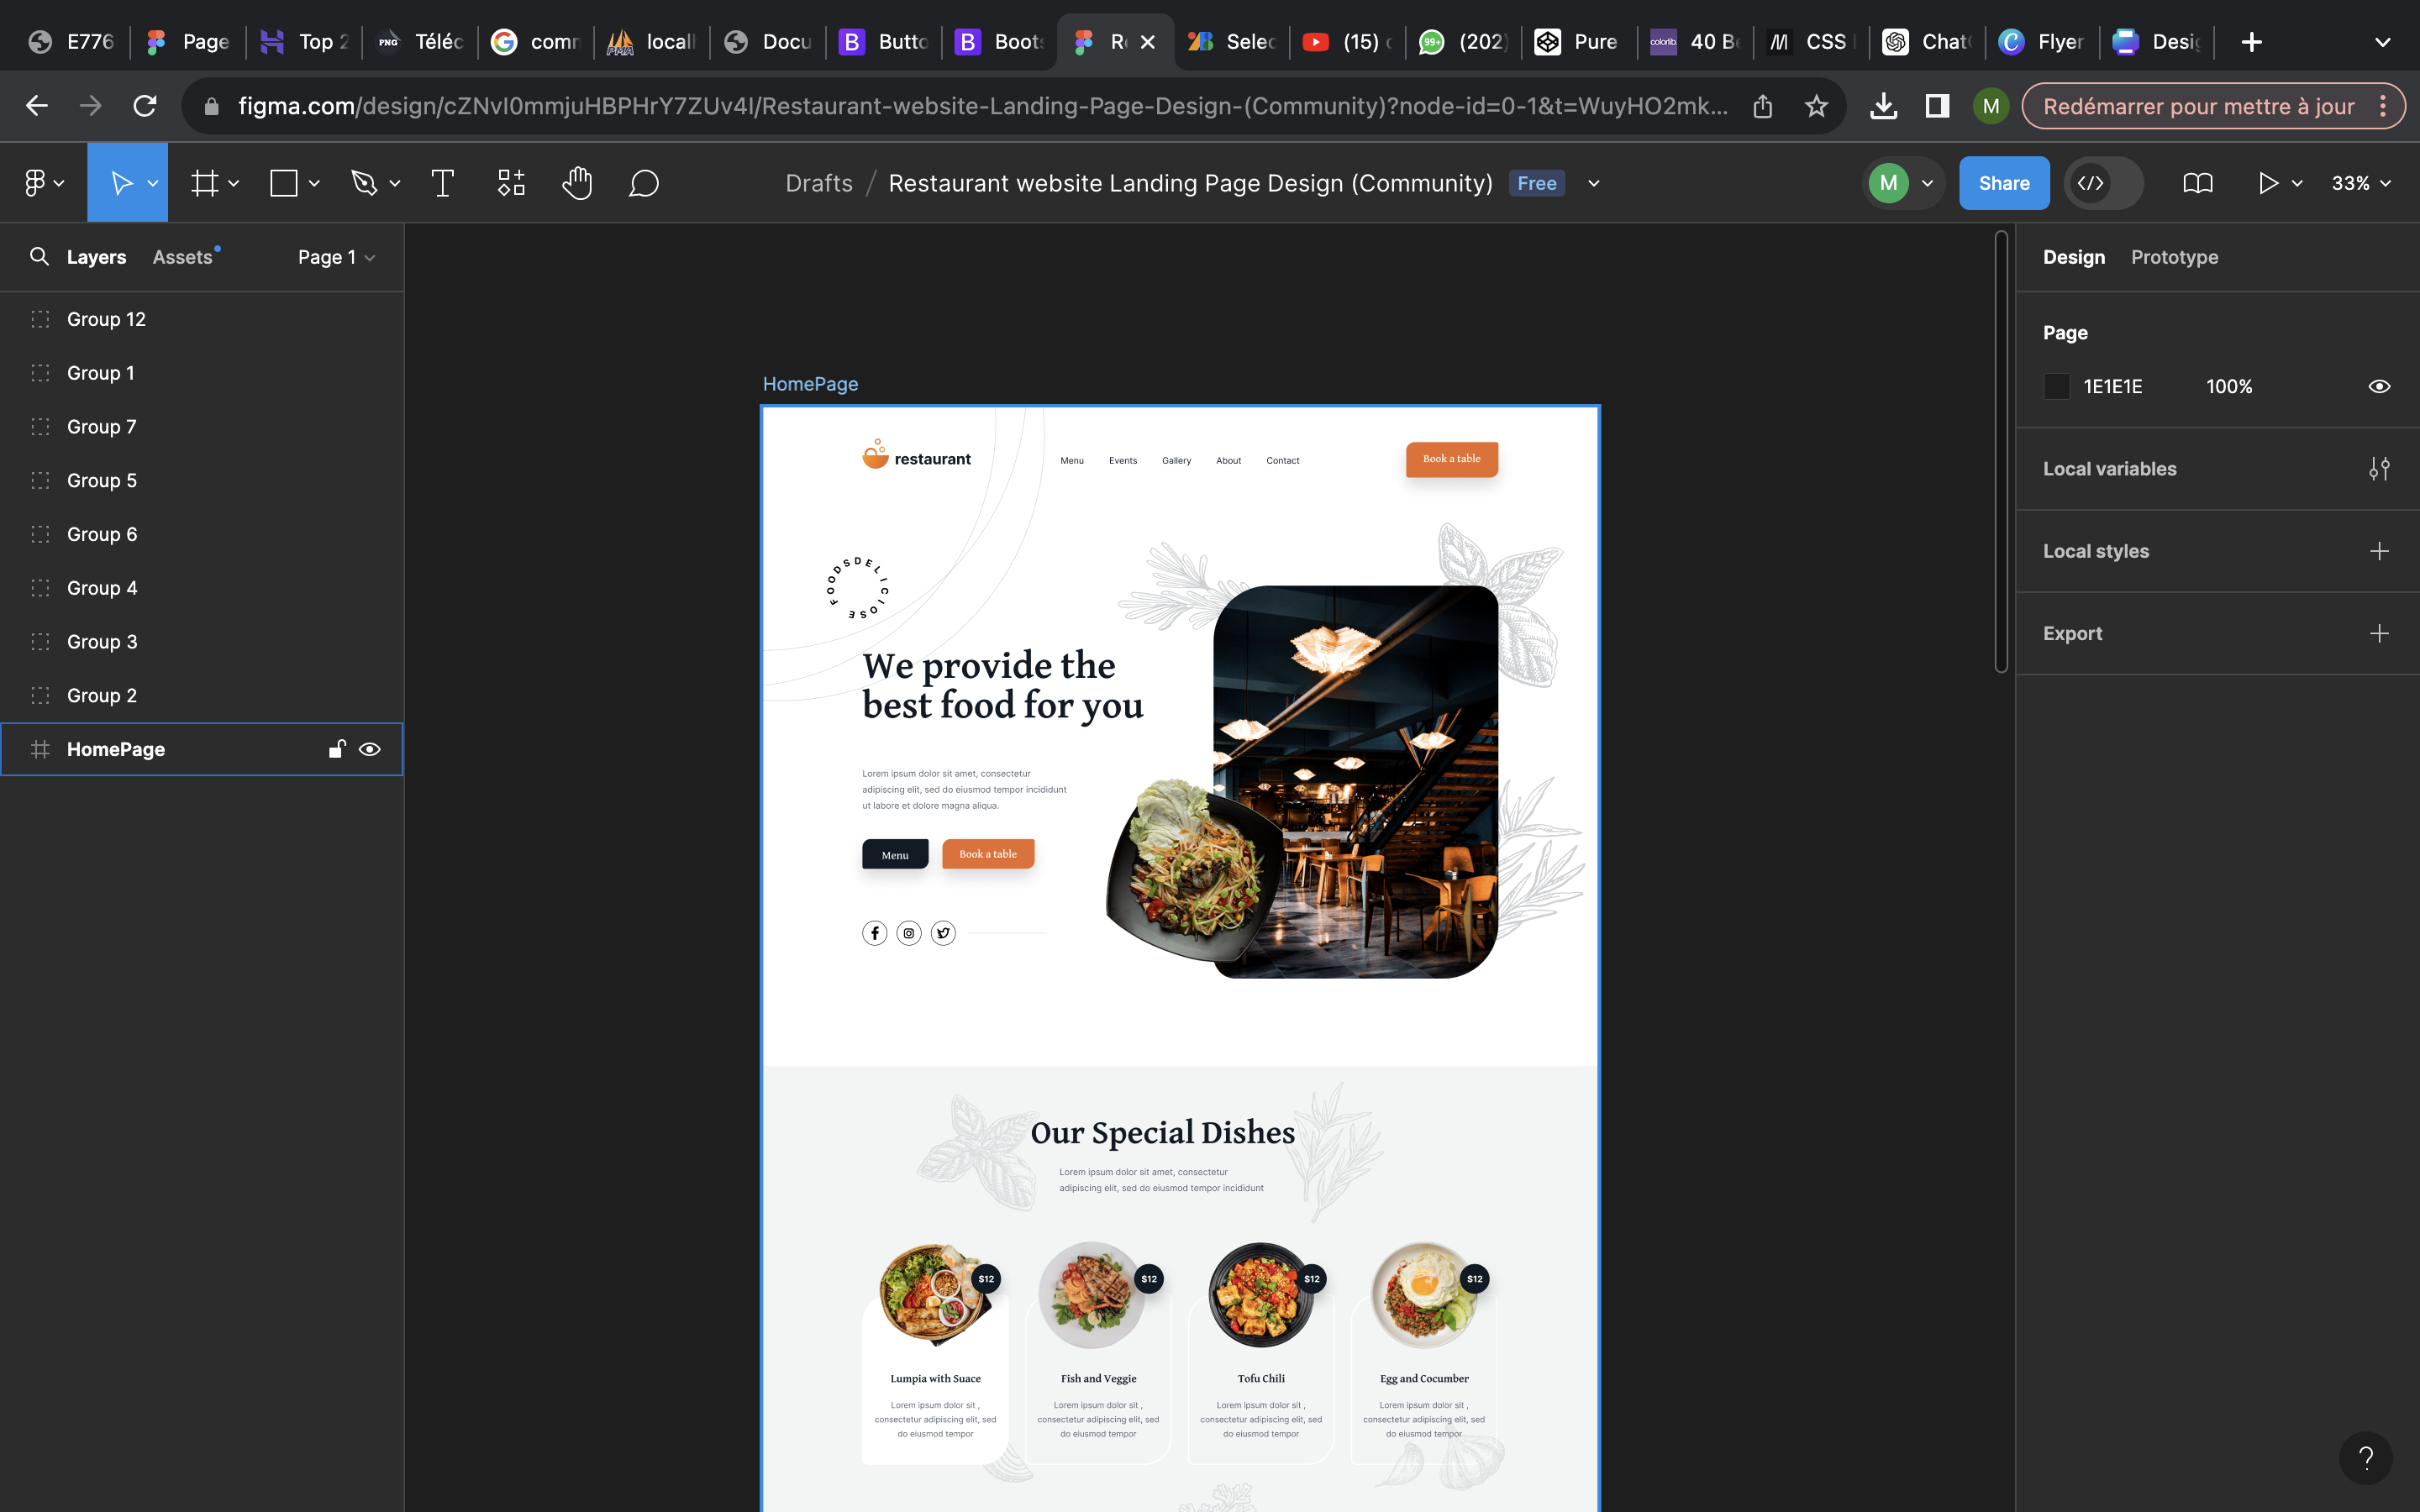 E776
Page
Top 2
PNG
Téléc
comm
locall
Docu
B
Butto
B
Boots
Re
Selec
(15) c
99+
(202)
Pure
colorlib.
40 Be
CSS
Chat
Flyer
Desig
figma.com/design/cZNvI0mmjuHBPHrY7ZUv4I/Restaurant-website-Landing-Page-Design-(Community)?node-id=0-1&t=WuyHO2mk...
M
Redémarrer pour mettre à jour
Drafts / Restaurant website Landing Page Design (Community)
Free
M
Share
33%
Layers
Assets
Page 1
Group 12
Group 1
Group 7
Group 5
Group 6
Group 4
Group 3
Group 2
HomePage
HomePage
restaurant
Menu
Events
Gallery
About
Contact
Book a table
FOODSDELICIOSE
We provide the
best food for you
Lorem ipsum dolor sit amet, consectetur
adipiscing elit, sed do eiusmod tempor incididunt
ut labore et dolore magna aliqua.
Menu
Book a table
Our Special Dishes
Lorem ipsum dolor sit amet, consectetur
adipiscing elit, sed do eiusmod tempor incididunt
$12
$12
$12
$12
Lumpia with Suace
Lorem ipsum dolor sit ,
consectetur adipiscing elit, sed
do eiusmod tempor
Fish and Veggie
Lorem ipsum dolor sit ,
consectetur adipiscing elit, sed
do eiusmod tempor
Tofu Chili
Lorem ipsum dolor sit ,
consectetur adipiscing elit, sed
do eiusmod tempor
Egg and Cocumber
Lorem ipsum dolor sit ,
consectetur adipiscing elit, sed
do eiusmod tempor
Design
Prototype
Page
1E1E1E
100%
Local variables
Local styles
Export
?